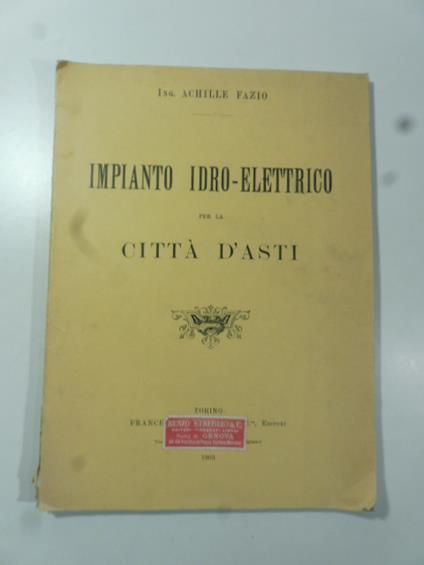 Ing. ACHILLE FAZIO
IMPIANTO IDRO-ELETTRICO
PER LA
CITTÀ D'ASTI
TORINO
FRANCE
Editori
GENOVA
1903